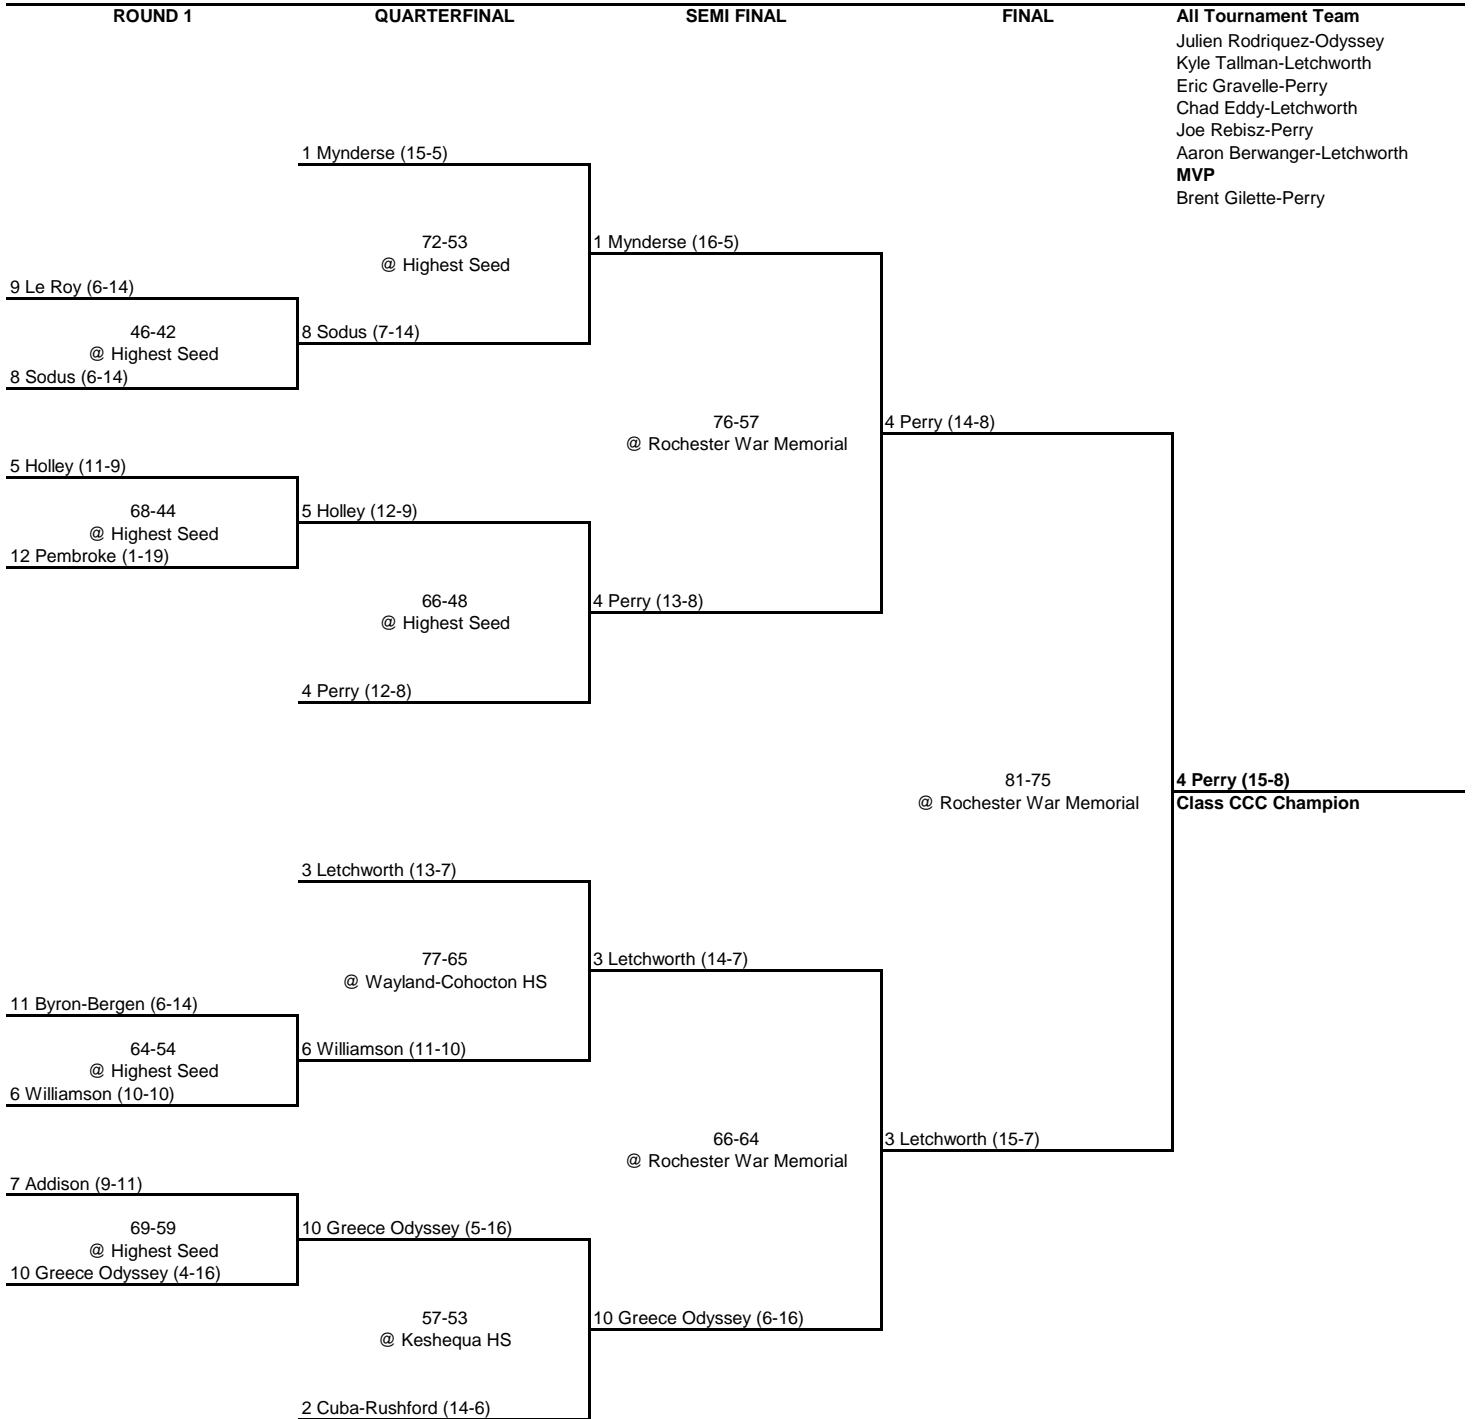 ROUND 1 QUARTERFINAL SEMI FINAL FINAL All Tournament Team
Julien Rodriquez-Odyssey
Kyle Tallman-Letchworth
Eric Gravelle-Perry
Chad Eddy-Letchworth
Joe Rebisz-Perry
Aaron Berwanger-Letchworth
MVP
Brent Gilette-Perry
1 Mynderse (15-5)
72-53
@ Highest Seed
1 Mynderse (16-5)
9 Le Roy (6-14)
46-42
@ Highest Seed
8 Sodus (7-14)
8 Sodus (6-14)
76-57
@ Rochester War Memorial
4 Perry (14-8)
5 Holley (11-9)
68-44
@ Highest Seed
5 Holley (12-9)
12 Pembroke (1-19)
66-48
@ Highest Seed
4 Perry (13-8)
4 Perry (12-8)
81-75
@ Rochester War Memorial
4 Perry (15-8)
Class CCC Champion
3 Letchworth (13-7)
77-65
@ Wayland-Cohocton HS
3 Letchworth (14-7)
11 Byron-Bergen (6-14)
64-54
@ Highest Seed
6 Williamson (11-10)
6 Williamson (10-10)
66-64
@ Rochester War Memorial
3 Letchworth (15-7)
7 Addison (9-11)
69-59
@ Highest Seed
10 Greece Odyssey (5-16)
10 Greece Odyssey (4-16)
57-53
@ Keshequa HS
10 Greece Odyssey (6-16)
2 Cuba-Rushford (14-6)